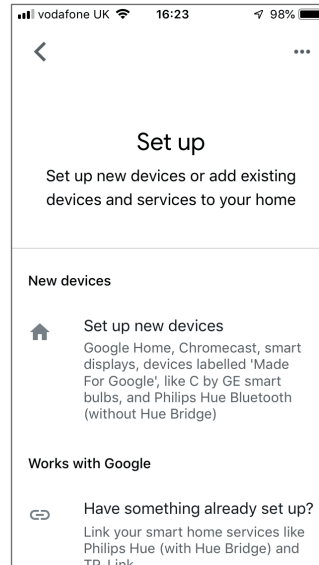 vodafone UK 16:23 98%
Set up
Set up new devices or add existing
devices and services to your home
New devices
Set up new devices
Google Home, Chromecast, smart
displays, devices labelled 'Made
For Google', like C by GE smart
bulbs, and Philips Hue Bluetooth
(without Hue Bridge)
Works with Google
Have something already set up?
Link your smart home services like
Philips Hue (with Hue Bridge) and
TP-Link